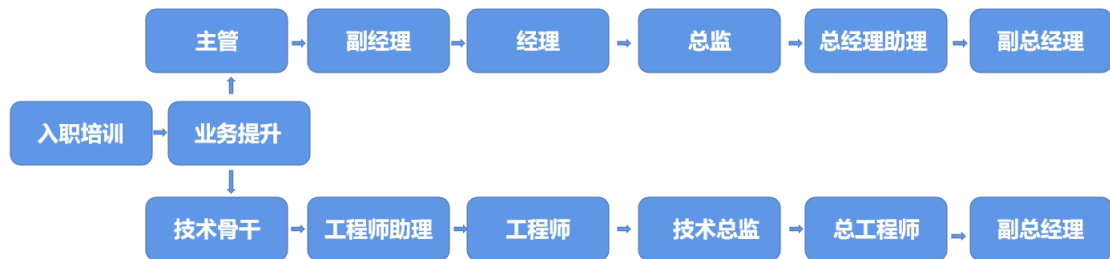 主管
副经理
经理
总监
总经理助理
副总经理
入职培训
业务提升
技术骨干
工程师助理
工程师
技术总监
总工程师
副总经理